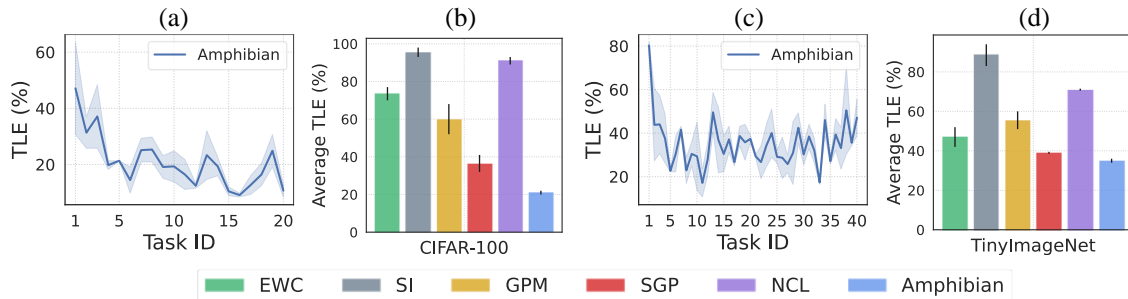 (a)
TLE (%)
60
40
20
1
5
10
15
20
Task ID
Amphibian
(b)
Average TLE (%)
100
80
60
40
20
0
CIFAR-100
(c)
TLE (%)
80
60
40
20
1
5
10
15
20
25
30
35
40
Task ID
Amphibian
(d)
Average TLE (%)
80
60
40
20
0
TinyImageNet
EWC SI GPM SGP NCL Amphibian